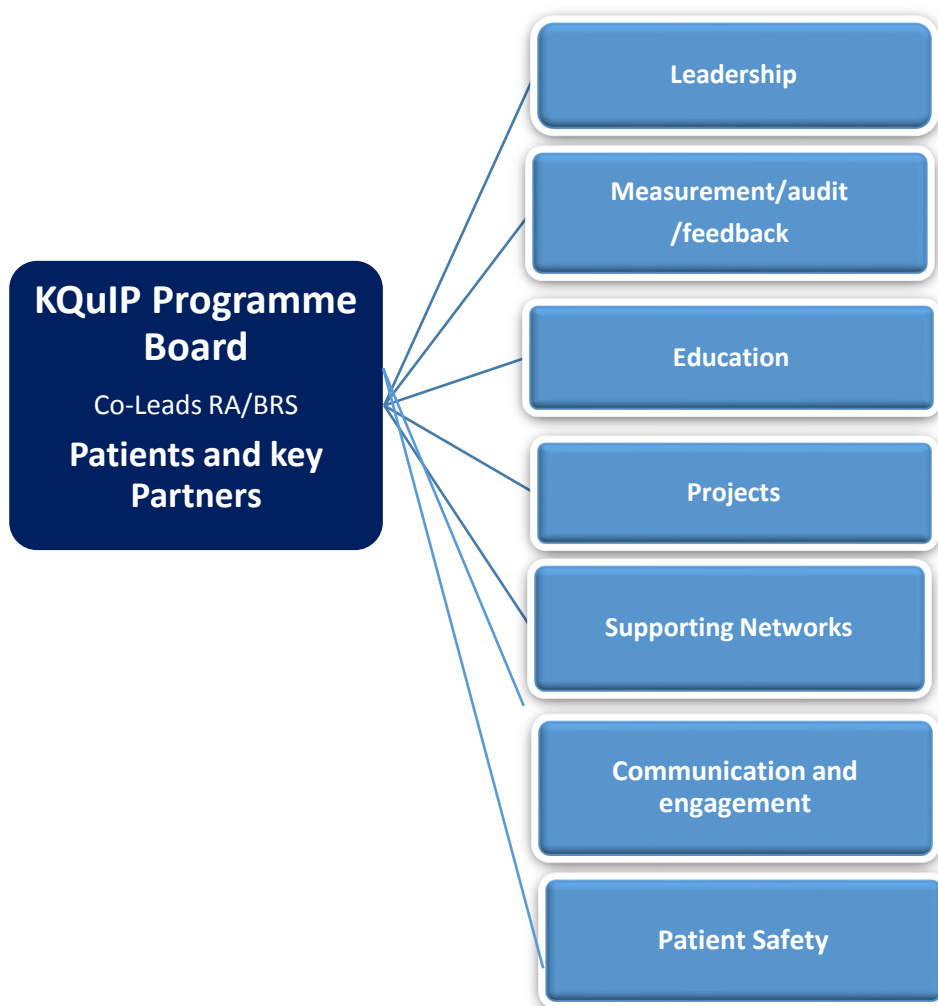 KQuIP Programme
Board
Co-Leads RA/BRS
Patients and key
Partners
Leadership
Measurement/audit
/feedback
Education
Projects
Supporting Networks
Communication and
engagement
Patient Safety